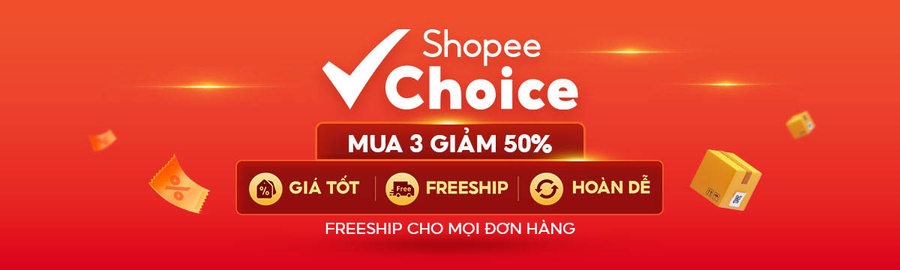 Shopee
Choice
MUA 3 GIẢM 50%
% GIÁ TỐT Free FREESHIP HOÀN DỄ
FREESHIP CHO MỌI ĐƠN HÀNG
%